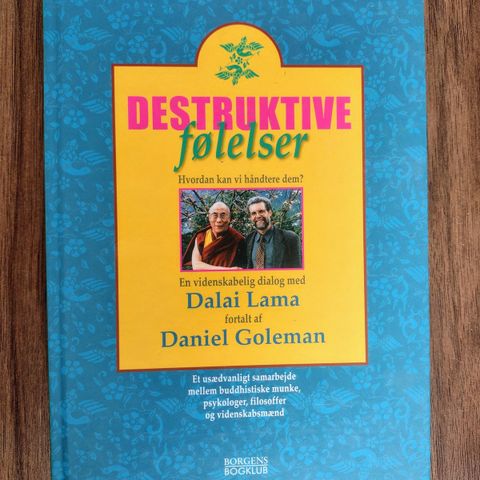 DESTRUKTIVE
følelser
Hvordan kan vi håndtere dem?
En videnskabelig dialog med
Dalai Lama
fortalt af
Daniel Goleman
Et usædvanligt samarbejde
mellem buddhistiske munke,
psykologer, filosoffer
og videnskabsmænd
BORGENS
BOGKLUB